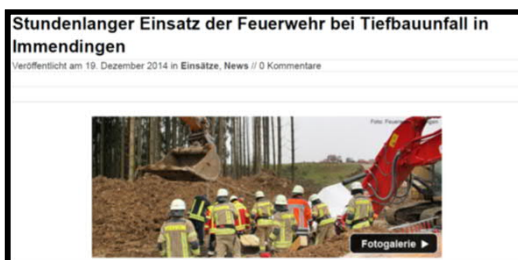 Stundenlanger Einsatz der Feuerwehr bei Tiefbauunfall in
Immendingen
Veröffentlicht am 19. Dezember 2014 in Einsätze, News // 0 Kommentare
Foto:
Fotogalerie ►